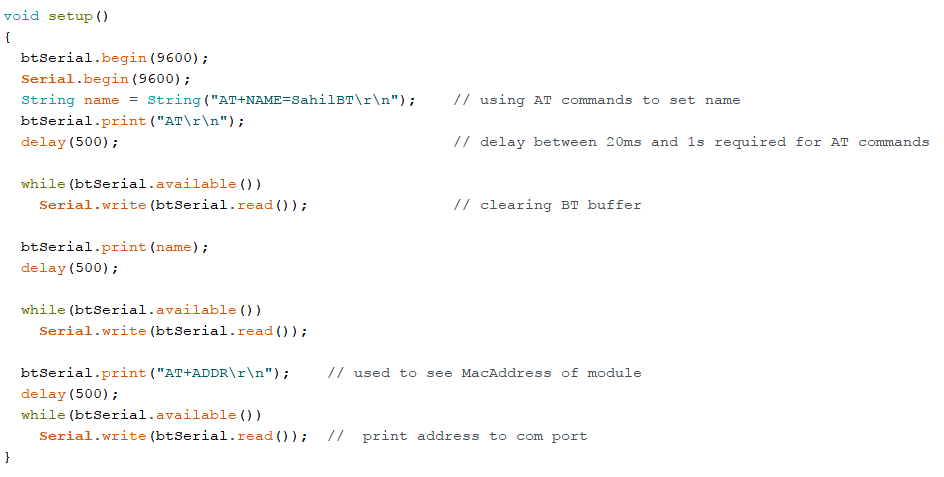 void setup()
{
  btSerial.begin(9600);
  Serial.begin(9600);
  String name = String("AT+NAME=SahilBT\r\n");    // using AT commands to set name
  btSerial.print("AT\r\n");
  delay(500);                                     // delay between 20ms and 1s required for AT commands

  while(btSerial.available())
    Serial.write(btSerial.read());                // clearing BT buffer

  btSerial.print(name);
  delay(500);

  while(btSerial.available())
    Serial.write(btSerial.read());

  btSerial.print("AT+ADDR\r\n");    // used to see MacAddress of module
  delay(500);
  while(btSerial.available())
    Serial.write(btSerial.read());  //  print address to com port
}